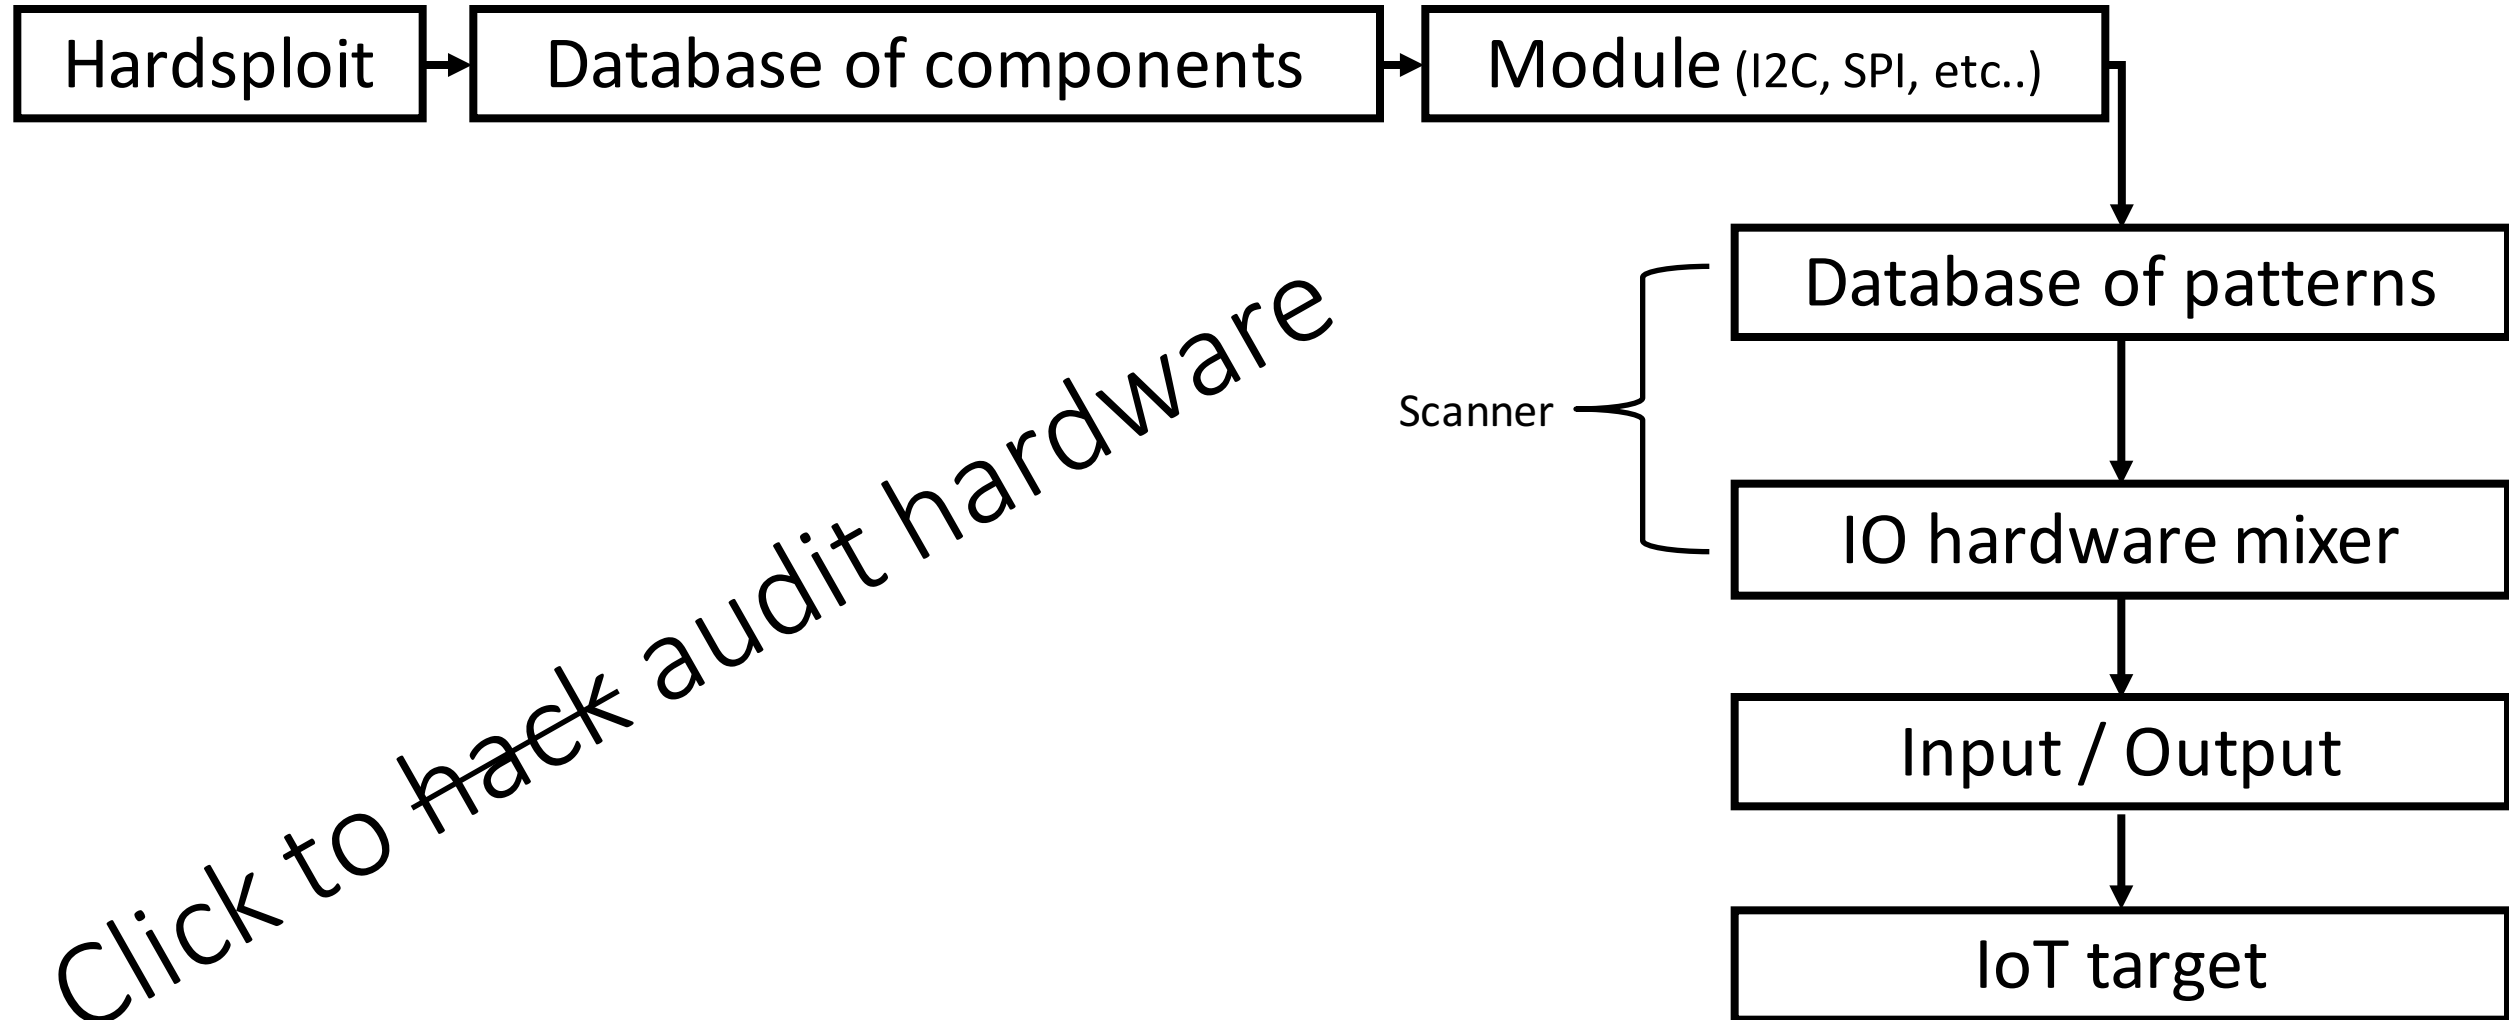 Hardsploit
Database of components
Module (I2C, SPI, etc..)
Database of patterns
Scanner
IO hardware mixer
Input / Output
IoT target
Click to hack audit hardware